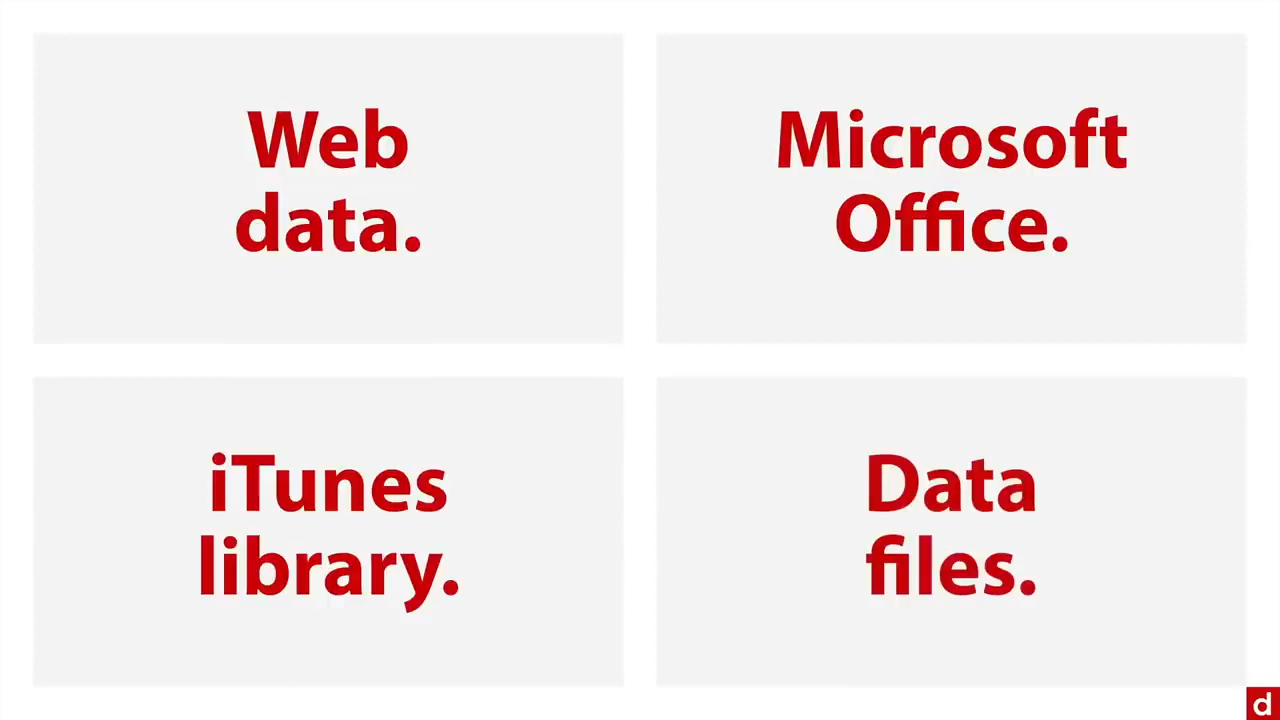 Web
data.
Microsoft
Office.
iTunes
library.
Data
files.
d